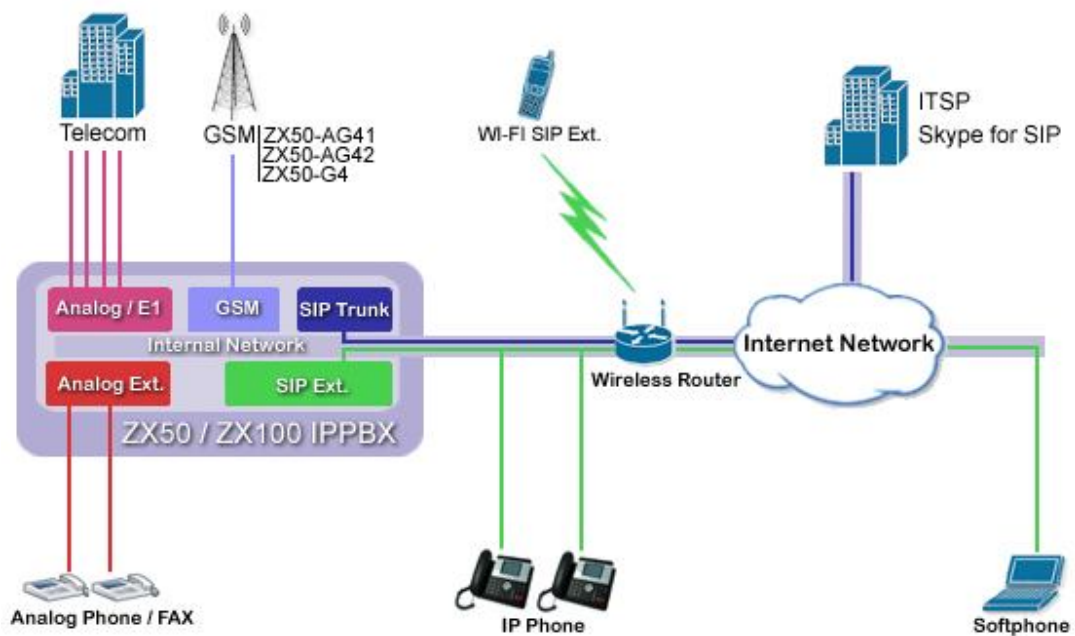 Telecom
GSM
ZX50-AG41
ZX50-AG42
ZX50-G4
WI-FI SIP Ext.
ITSP
Skype for SIP
Analog / E1
GSM
SIP Trunk
Internal Network
Analog Ext.
SIP Ext.
ZX50 / ZX100 IPPBX
Wireless Router
Internet Network
Analog Phone / FAX
IP Phone
Softphone